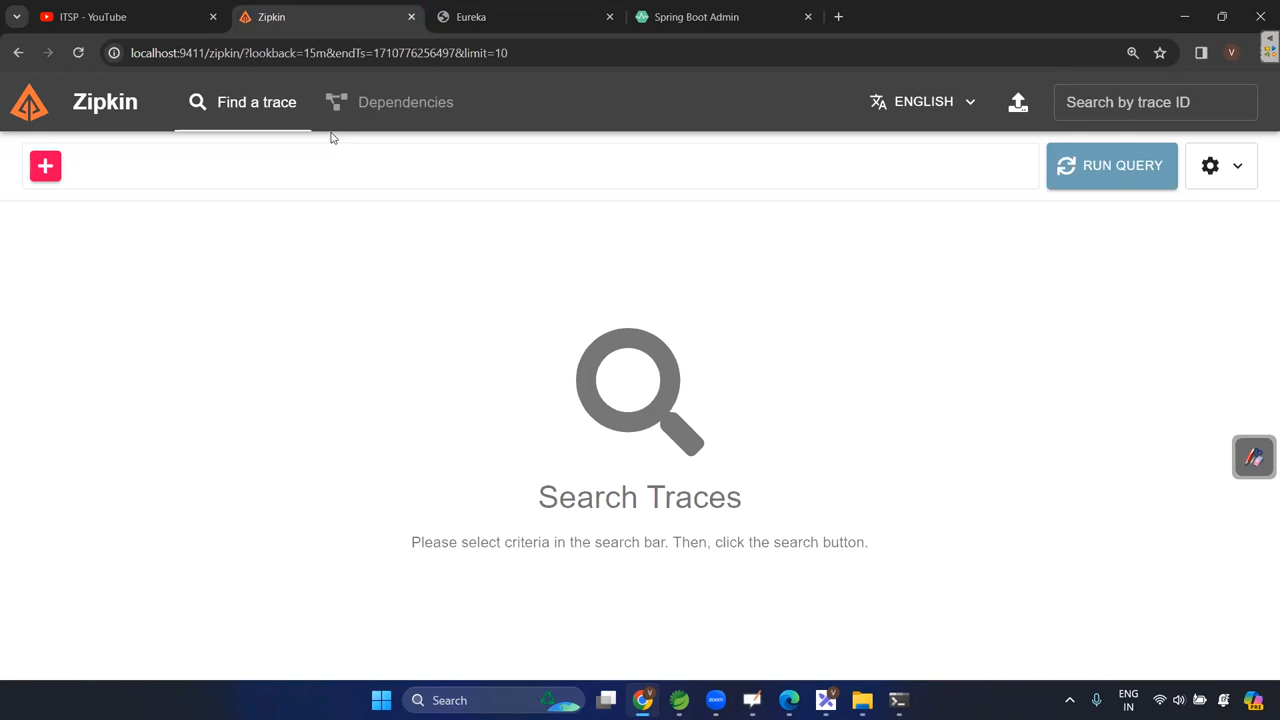 ITSP - YouTube
Zipkin
Eureka
Spring Boot Admin
localhost:9411/zipkin/?lookback=15m&endTs=1710776256497&limit=10
V
Zipkin
Find a trace
Dependencies
ENGLISH
Search by trace ID
RUN QUERY
Search Traces
Please select criteria in the search bar. Then, click the search button.
Search
zoom
ENG
IN
PRE